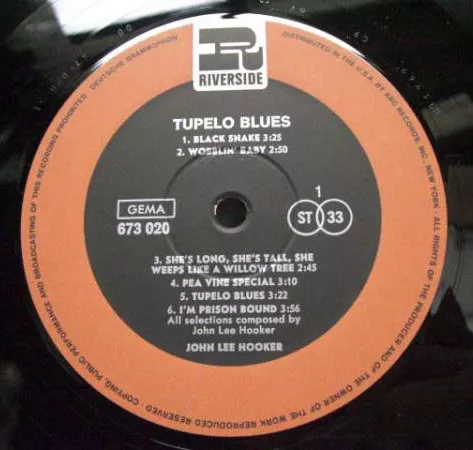 RIVERSIDE
TUPELO BLUES
1. BLACK SNAKE 3:25
2. WOBBLIN' BABY 2:50
GEMA
673 020
1
ST 33
3. SHE'S LONG, SHE'S TALL, SHE
WEEPS LIKE A WILLOW TREE 2:45
4. PEA VINE SPECIAL 3:10
5. TUPELO BLUES 3:22
6. I'M PRISON BOUND 3:56
All selections composed by
John Lee Hooker
JOHN LEE HOOKER
DISTRIBUTED IN THE U.S.A. BY ABC RECORDS, INC., NEW YORK · ALL RIGHTS OF THE PRODUCER AND OF THE OWNER OF THE WORK REPRODUCED RESERVED · COPYING, PUBLIC PERFORMANCE AND BROADCASTING OF THIS RECORDING PROHIBITED · DEUTSCHE GRAMMOPHON